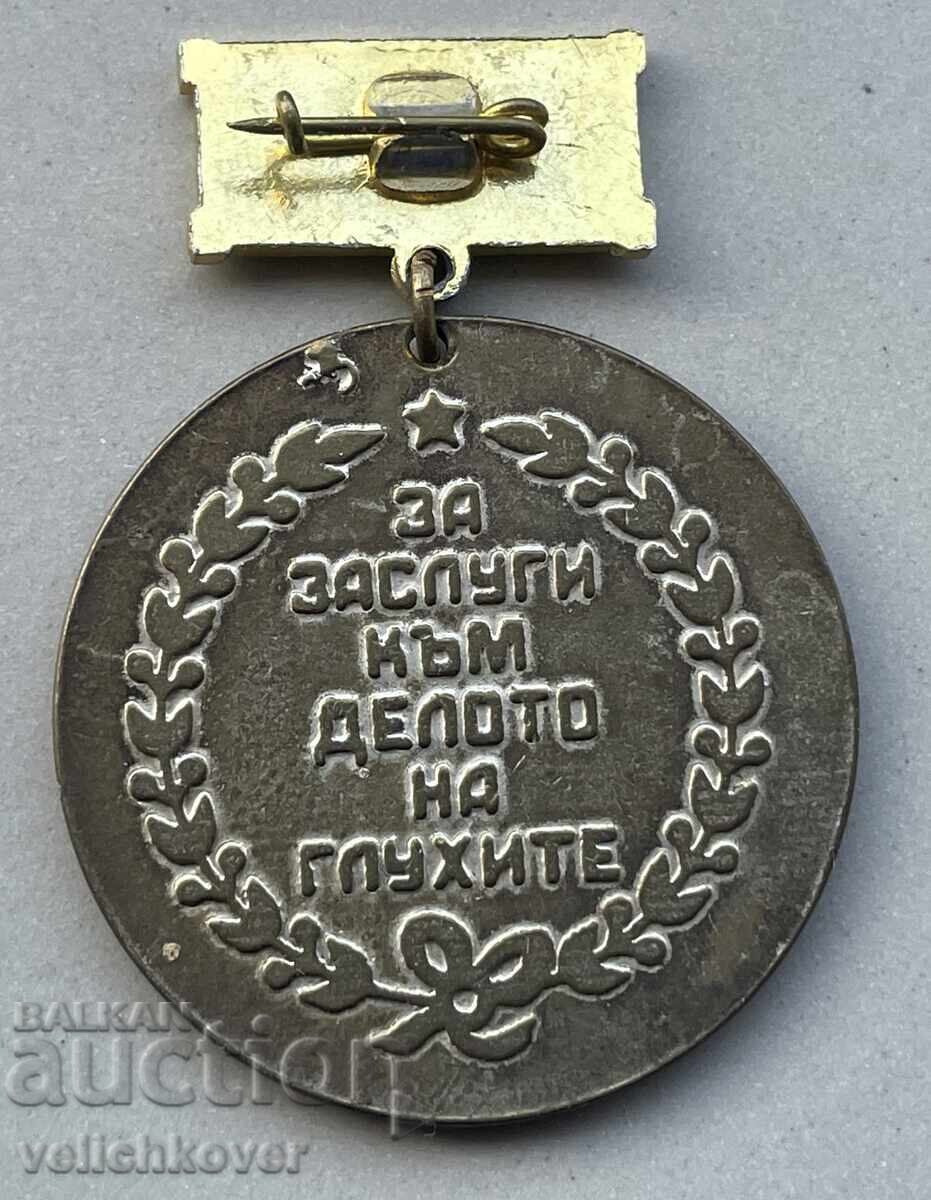 ЗА
ЗАСЛУГИ
КЪМ
ДЕЛОТО
НА
ГЛУХИТЕ
BALKAN
auction
velichkover